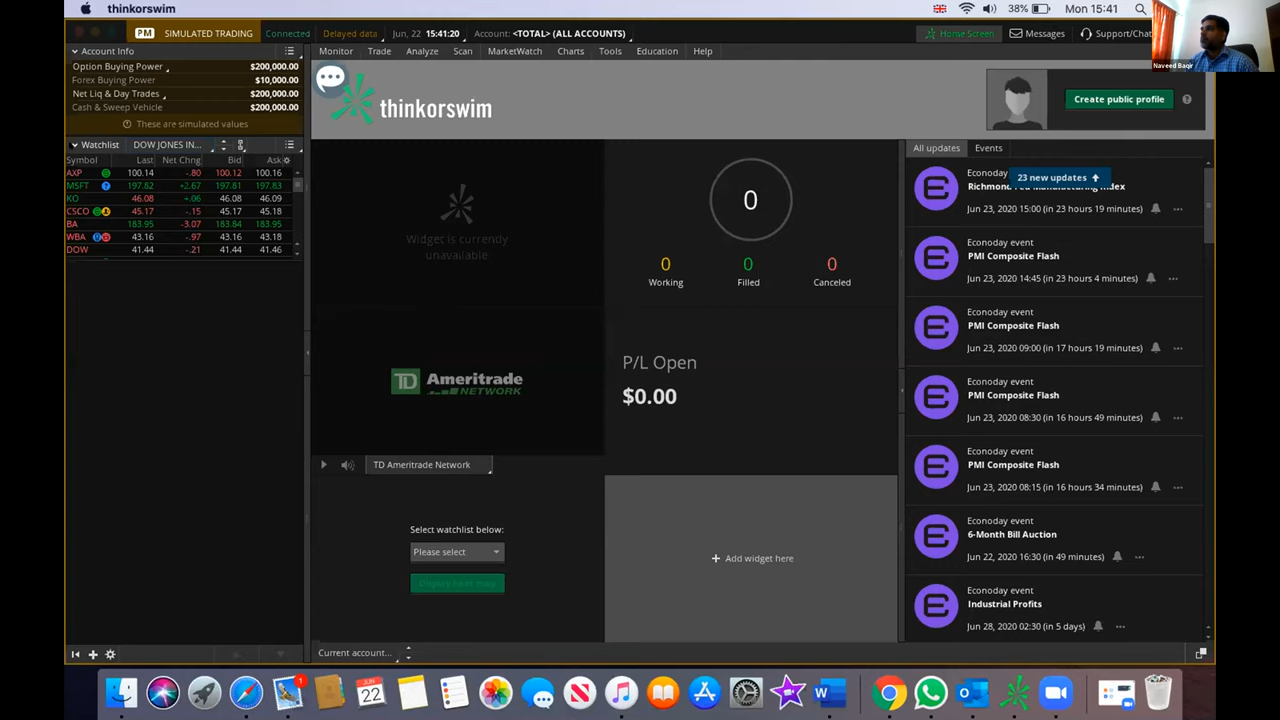 thinkorswim
38%
Mon 15:41
PM SIMULATED TRADING Connected Delayed data Jun, 22 15:41:20 Account: <TOTAL> (ALL ACCOUNTS) Home Screen Messages Support/Chat
Naveed Baqir
Account Info
Option Buying Power $200,000.00
Forex Buying Power $10,000.00
Net Liq & Day Trades $200,000.00
Cash & Sweep Vehicle $200,000.00
These are simulated values
Watchlist DOW JONES IN...
Symbol Last Net Chng Bid Ask
AXP 100.14 -.80 100.12 100.16
MSFT 197.82 +2.67 197.81 197.83
KO 46.08 +.06 46.08 46.09
CSCO 45.17 -.15 45.17 45.18
BA 183.95 -3.07 183.84 183.95
WBA 43.16 -.97 43.16 43.18
DOW 41.44 -.21 41.44 41.46
Monitor Trade Analyze Scan MarketWatch Charts Tools Education Help
thinkorswim
Create public profile
Widget is currently
unavailable
0
0 0 0
Working Filled Canceled
TD Ameritrade
NETWORK
P/L Open
$0.00
TD Ameritrade Network
Select watchlist below:
Please select
Display heat map
+ Add widget here
Current account...
All updates Events
23 new updates
Econoday event
Richmond Fed Manufacturing Index
Jun 23, 2020 15:00 (in 23 hours 19 minutes)
Econoday event
PMI Composite Flash
Jun 23, 2020 14:45 (in 23 hours 4 minutes)
Econoday event
PMI Composite Flash
Jun 23, 2020 09:00 (in 17 hours 19 minutes)
Econoday event
PMI Composite Flash
Jun 23, 2020 08:30 (in 16 hours 49 minutes)
Econoday event
PMI Composite Flash
Jun 23, 2020 08:15 (in 16 hours 34 minutes)
Econoday event
6-Month Bill Auction
Jun 22, 2020 16:30 (in 49 minutes)
Econoday event
Industrial Profits
Jun 28, 2020 02:30 (in 5 days)
1
JUN
22